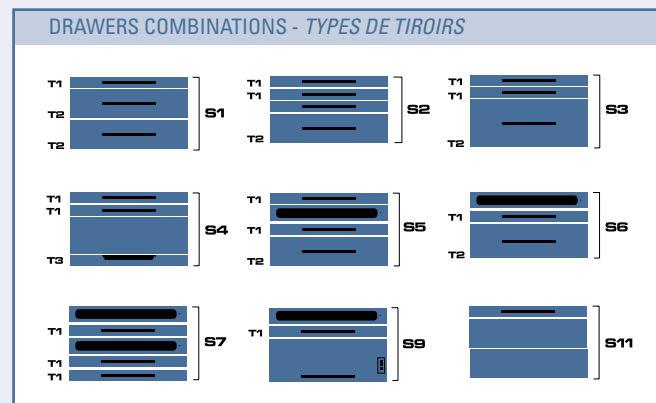 DRAWERS COMBINATIONS - TYPES DE TIROIRS
T1
T2
T2
S1
T1
T1
T2
S2
T1
T1
T2
S3
T1
T1
T3
S4
T1
T1
T2
S5
T1
T2
S6
T1
T1
T1
S7
T1
S9
S11